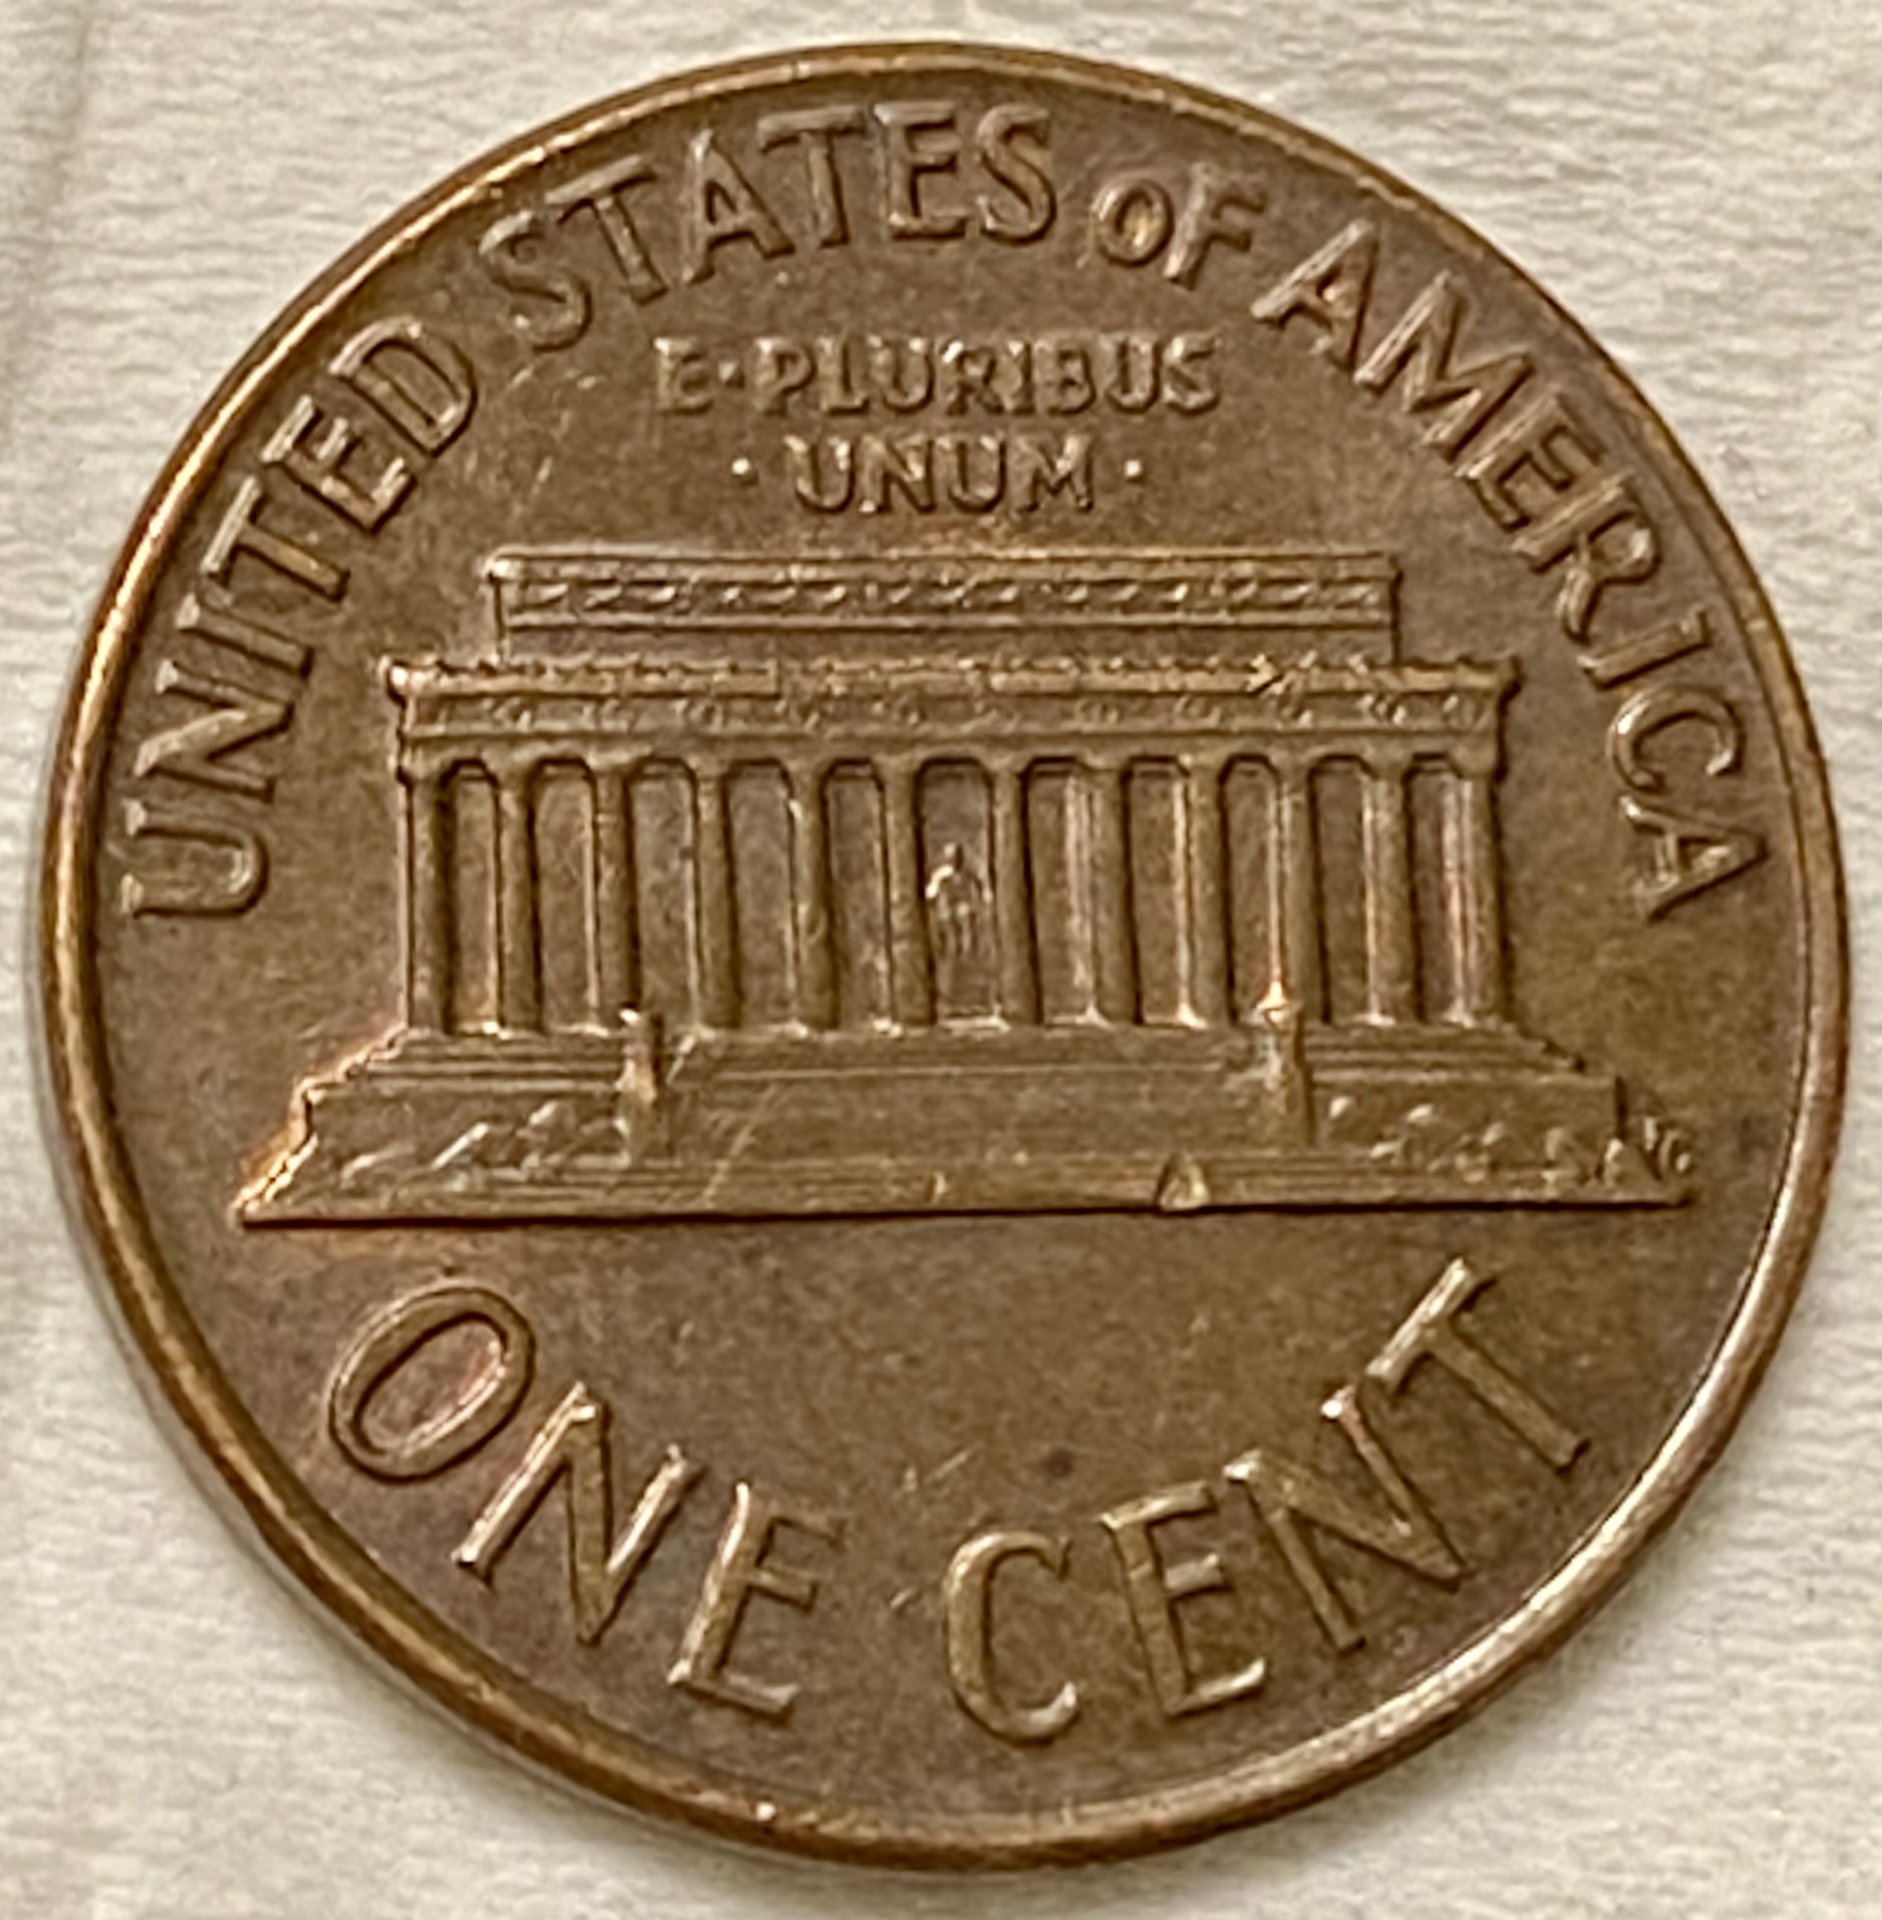 UNITED STATES OF AMERICA
E·PLURIBUS
·UNUM·
ONE CENT